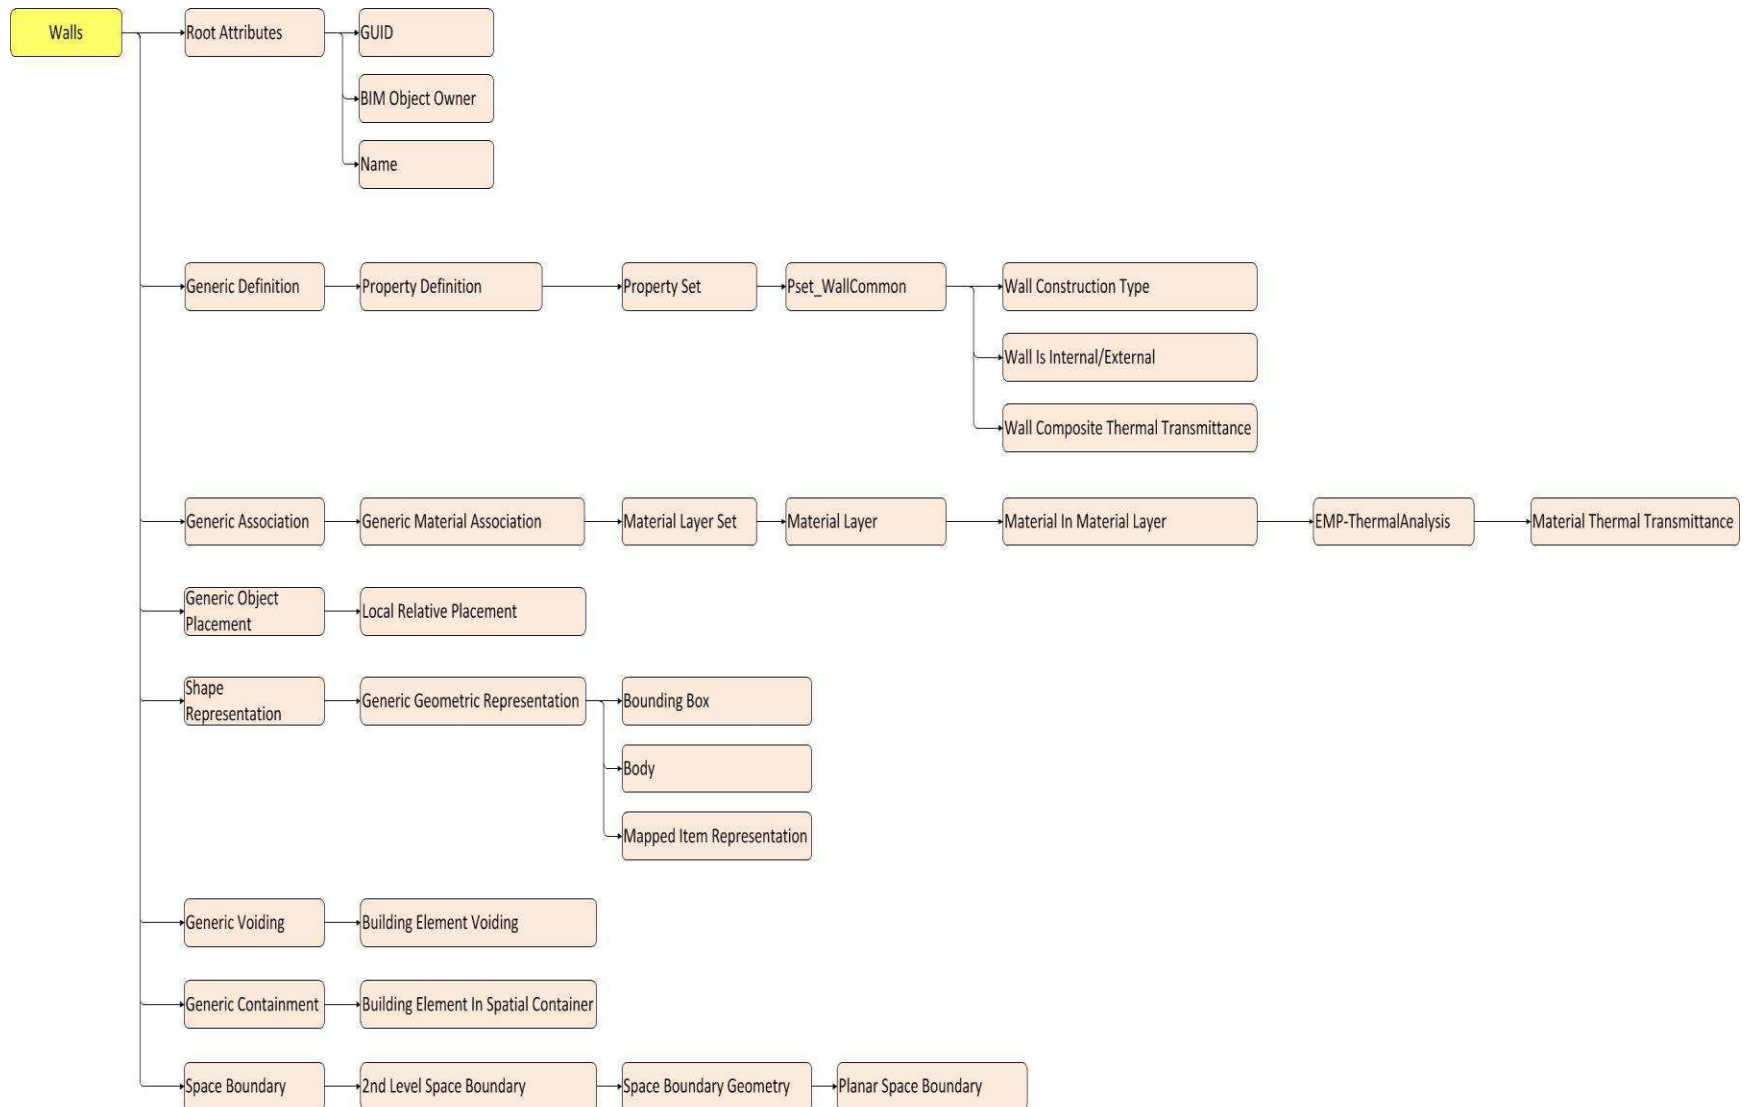 Walls
Root Attributes
GUID
BIM Object Owner
Name
Generic Definition
Property Definition
Property Set
Pset_WallCommon
Wall Construction Type
Wall Is Internal/External
Wall Composite Thermal Transmittance
Generic Association
Generic Material Association
Material Layer Set
Material Layer
Material In Material Layer
EMP-ThermalAnalysis
Material Thermal Transmittance
Generic Object
Placement
Local Relative Placement
Shape
Representation
Generic Geometric Representation
Bounding Box
Body
Mapped Item Representation
Generic Voiding
Building Element Voiding
Generic Containment
Building Element In Spatial Container
Space Boundary
2nd Level Space Boundary
Space Boundary Geometry
Planar Space Boundary